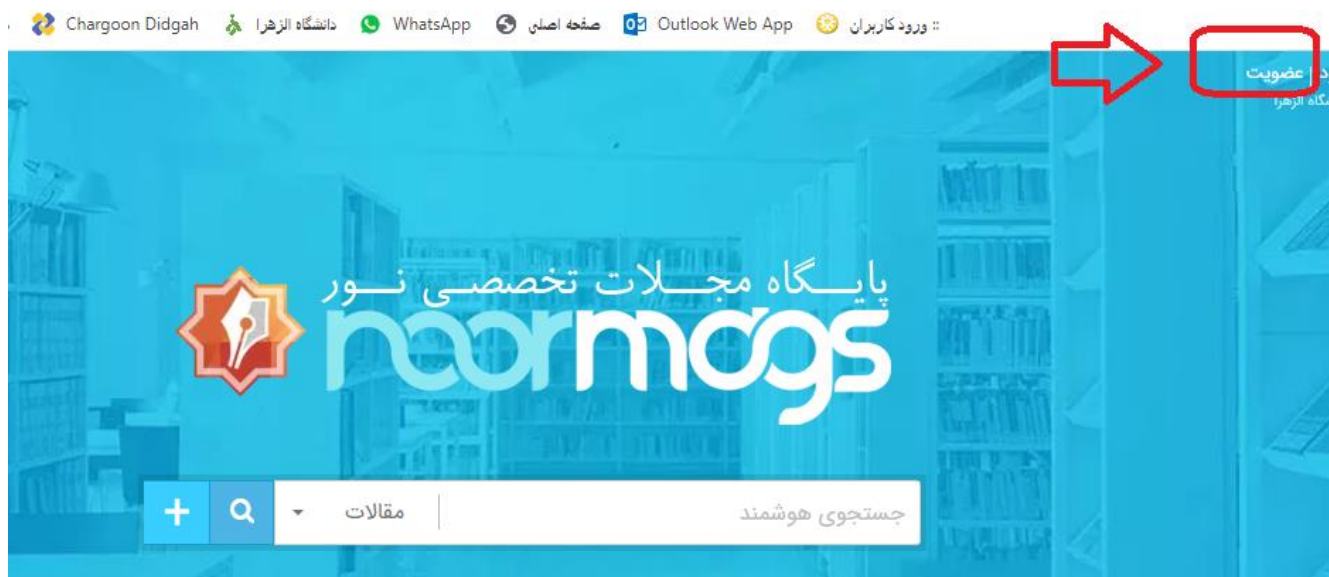 Chargoon Didgah دانشگاه الزهرا WhatsApp صفحه اصلی Outlook Web App :: ورود کاربران
عضویت
الزهرا
پایگاه مجلات تخصصی نور
noormags
جستجوی هوشمند مقالات